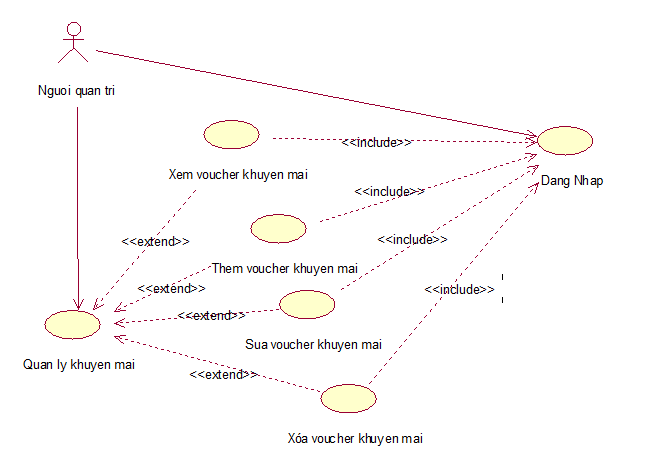 Nguoi quan tri
<<include>>
Dang Nhap
Xem voucher khuyen mai
<<include>>
<<extend>>
<<include>>
Them voucher khuyen mai
<<extend>>
<<include>>
<<extend>>
Sua voucher khuyen mai
Quan ly khuyen mai
<<extend>>
Xóa voucher khuyen mai